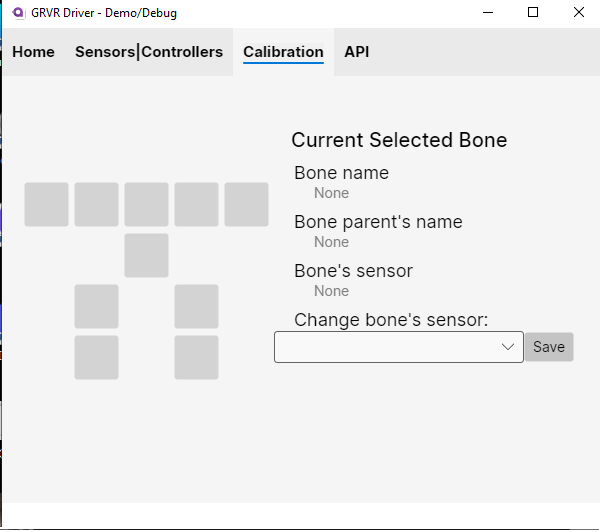 GRVR Driver - Demo/Debug
Home Sensors|Controllers Calibration API
Current Selected Bone
Bone name
None
Bone parent's name
None
Bone's sensor
None
Change bone's sensor:
Save